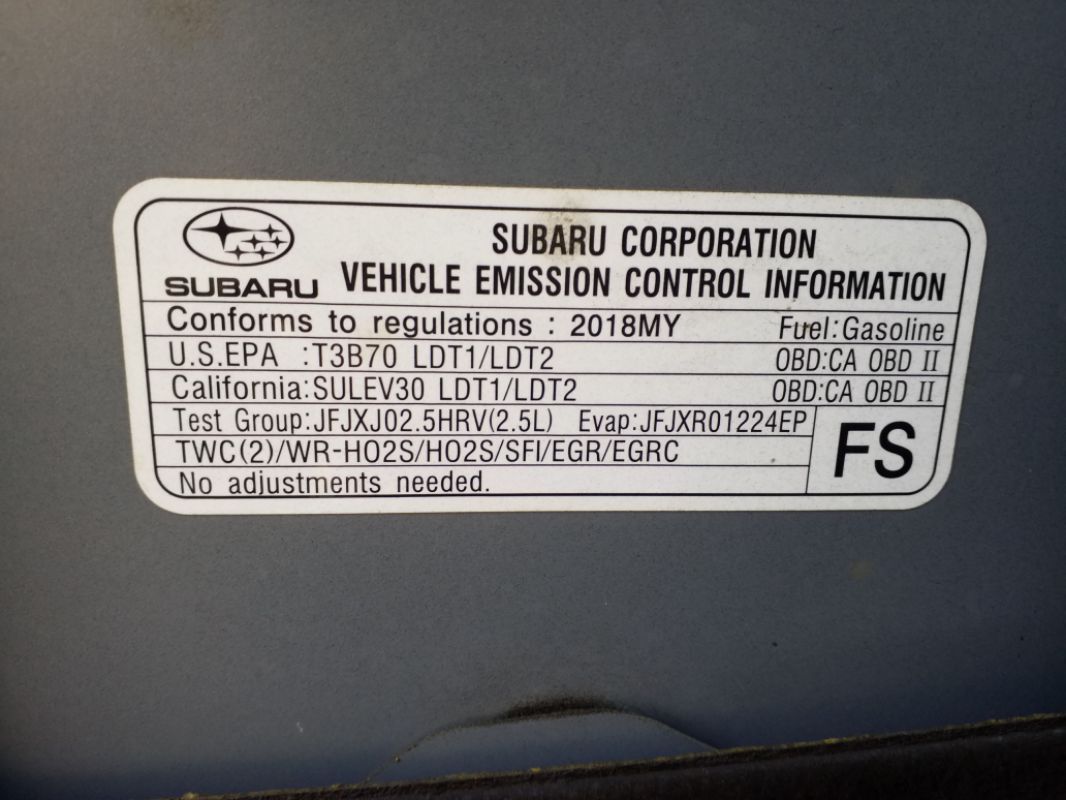 SUBARU
SUBARU CORPORATION
VEHICLE EMISSION CONTROL INFORMATION
Conforms to regulations : 2018MY Fuel:Gasoline
U.S.EPA :T3B70 LDT1/LDT2 OBD:CA OBD II
California:SULEV30 LDT1/LDT2 OBD:CA OBD II
Test Group:JFJXJ02.5HRV(2.5L) Evap:JFJXR01224EP
TWC(2)/WR-HO2S/HO2S/SFI/EGR/EGRC
No adjustments needed.
FS